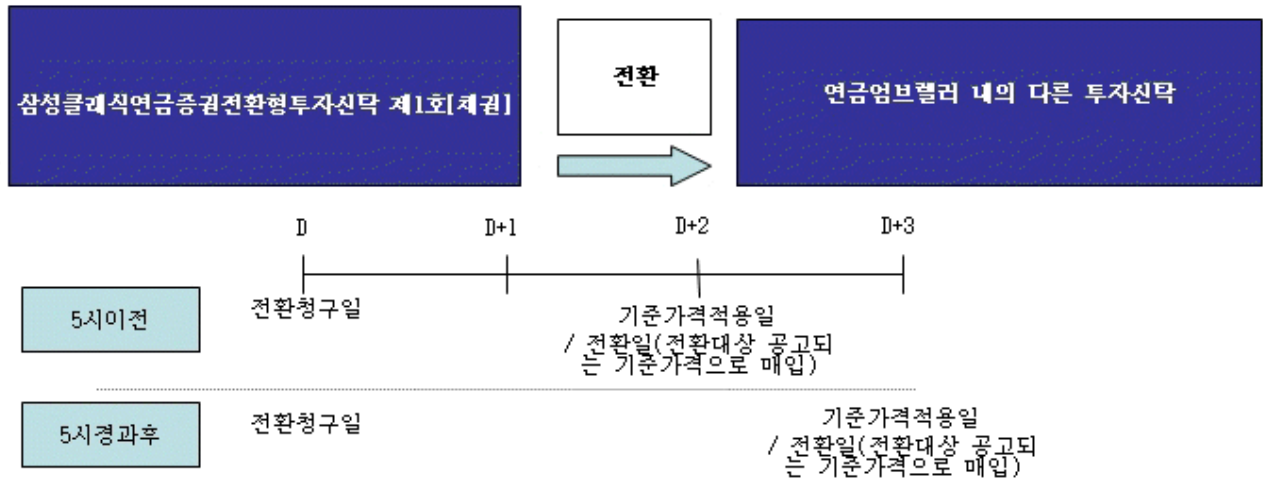 삼성클래식연금증권전환형투자신탁 제1호[채권]
전환
연금엄브렐러 내의 다른 투자신탁
D
D+1
D+2
D+3
5시이전
전환청구일
기준가격적용일
/ 전환일(전환대상 공고되
는 기준가격으로 매입)
5시경과후
전환청구일
기준가격적용일
/ 전환일(전환대상 공고되
는 기준가격으로 매입)